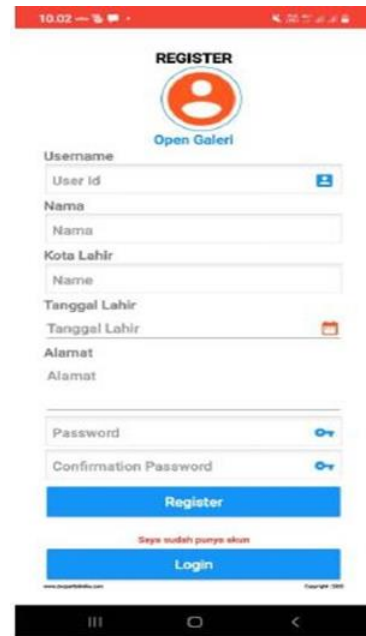 10.02
REGISTER
Open Galeri
Username
User Id
Nama
Nama
Kota Lahir
Name
Tanggal Lahir
Tanggal Lahir
Alamat
Alamat
Password
Confirmation Password
Register
Saya sudah punya akun
Login